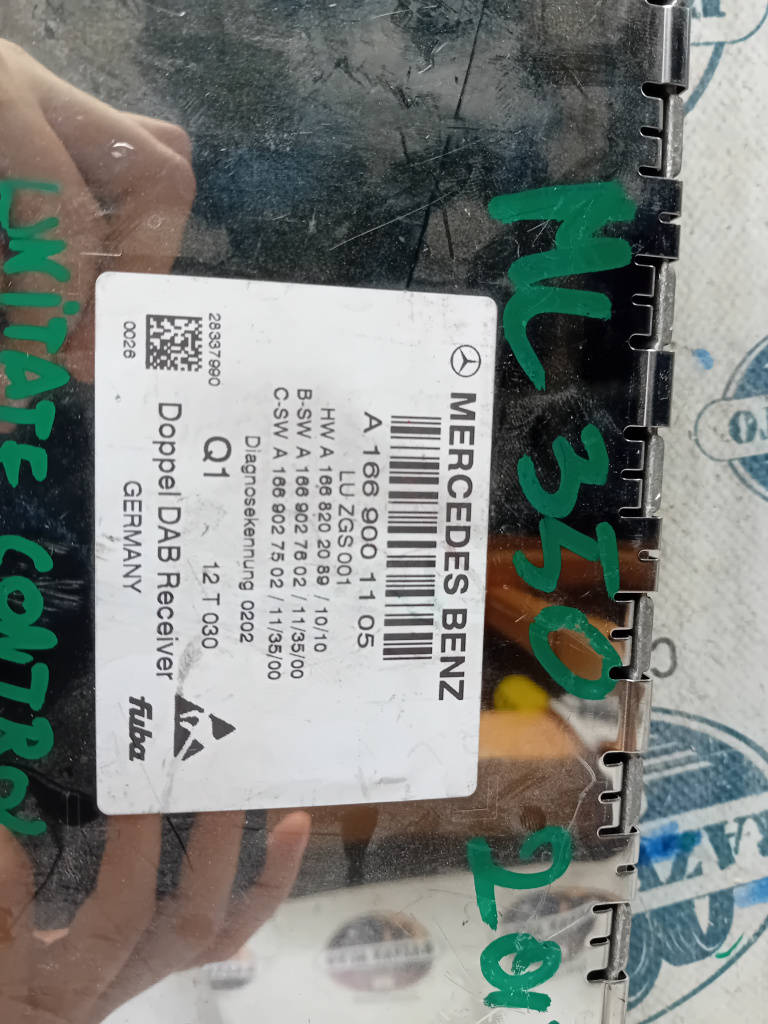 ML 350 201
MERCEDES BENZ
A 166 900 11 05
LU ZGS 001
HW A 166 820 20 89 / 10/10
B-SW A 166 902 76 02 / 11/35/00
C-SW A 166 902 75 02 / 11/35/00
Diagnosekennung 0202
Q1 12 T 030
28337990
0026
Doppel DAB Receiver
GERMANY
fuba
UMITATE CONTROL